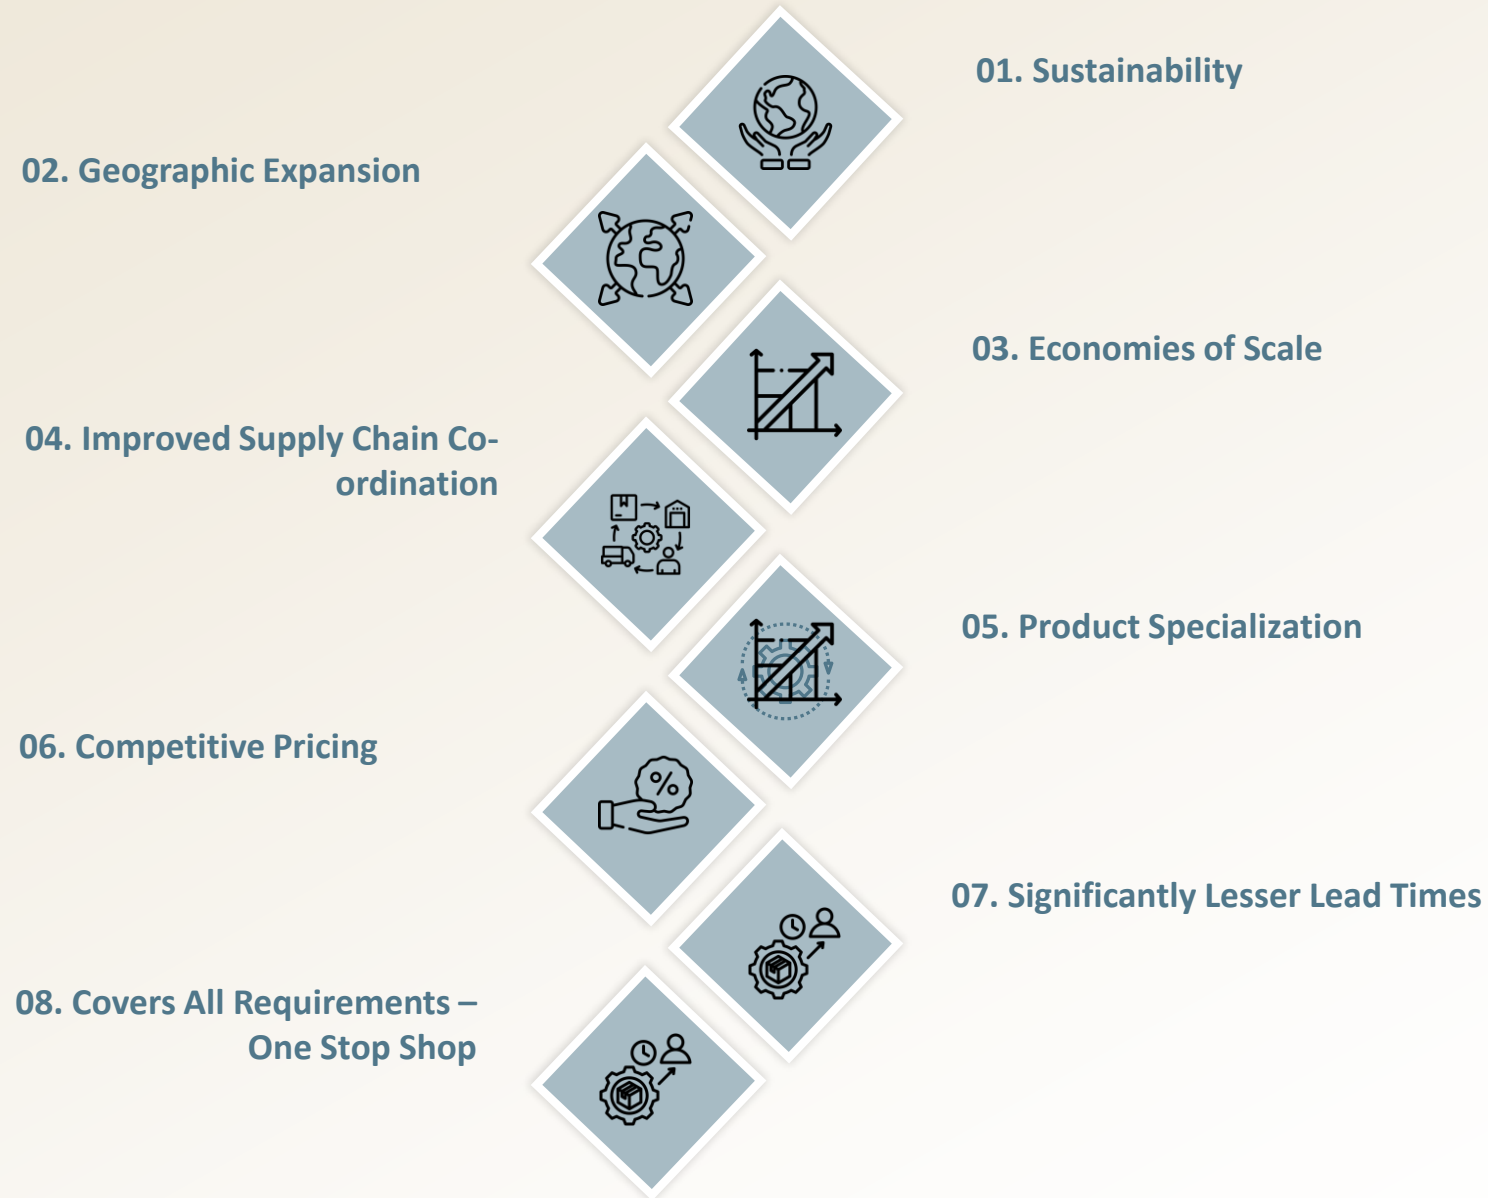 01. Sustainability
02. Geographic Expansion
03. Economies of Scale
04. Improved Supply Chain Co-
ordination
05. Product Specialization
06. Competitive Pricing
07. Significantly Lesser Lead Times
08. Covers All Requirements –
One Stop Shop